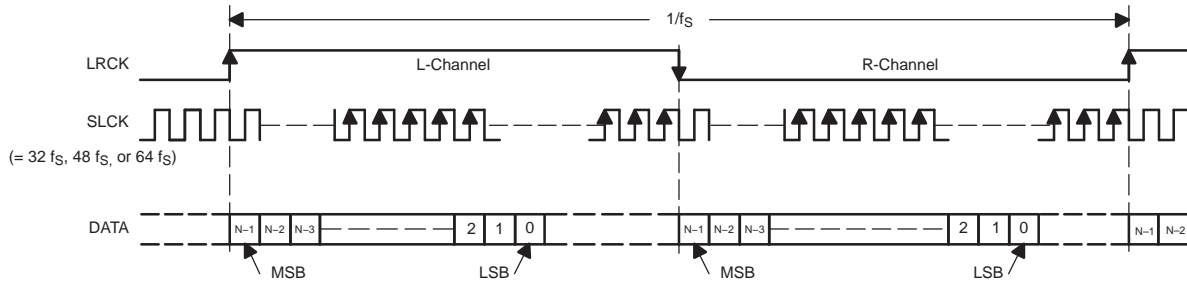 1/fS
LRCK L-Channel R-Channel
SLCK
(= 32 fS, 48 fS, or 64 fS)
DATA N–1 N–2 N–3 2 1 0 N–1 N–2 N–3 2 1 0 N–1 N–2
MSB LSB MSB LSB